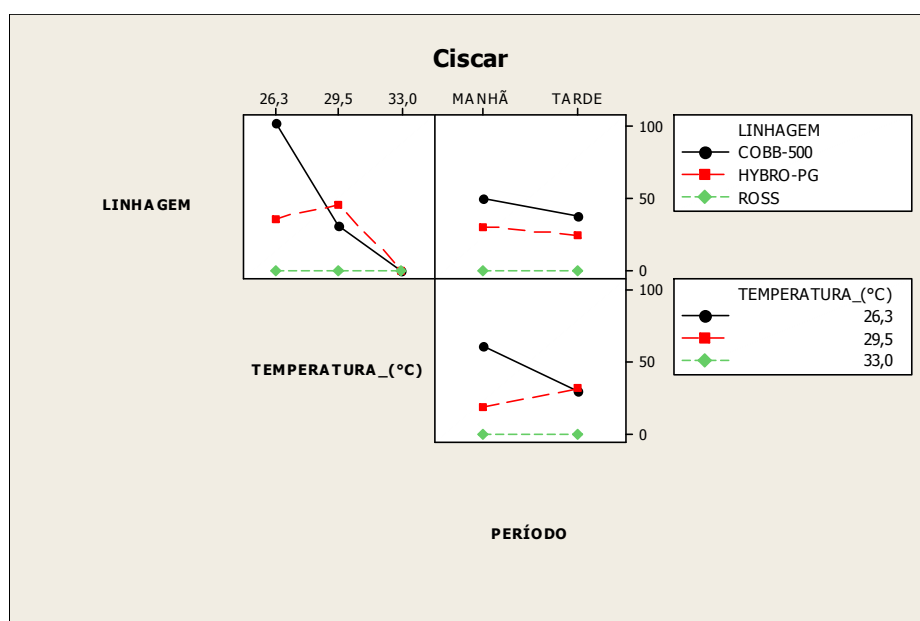 Ciscar
26,3 29,5 33,0 MANHÃ TARDE
LINHAGEM
100
50
0
LINHAGEM
COBB-500
HYBRO-PG
ROSS
TEMPERATURA_(°C)
100
50
0
TEMPERATURA_(°C)
26,3
29,5
33,0
PERÍODO